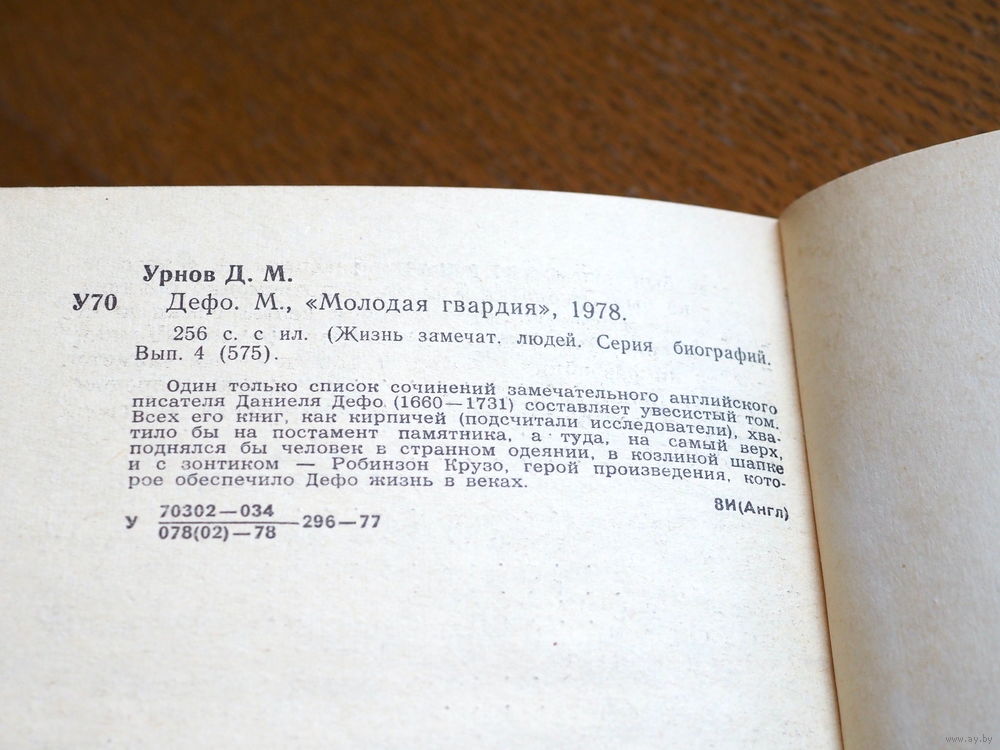 Урнов Д. М.
У70 Дефо. М., «Молодая гвардия», 1978.
256 с. с ил. (Жизнь замечат. людей. Серия биографий.
Вып. 4 (575).
Один только список сочинений замечательного английского
писателя Даниеля Дефо (1660—1731) составляет увесистый том.
Всех его книг, как кирпичей (подсчитали исследователи), хва-
тило бы на постамент памятника, а туда, на самый верх,
поднялся бы человек в странном одеянии, в козлиной шапке
и с зонтиком — Робинзон Крузо, герой произведения, кото-
рое обеспечило Дефо жизнь в веках.
У 70302—034
078(02)—78 296—77
8И(Англ)
www.ay.by